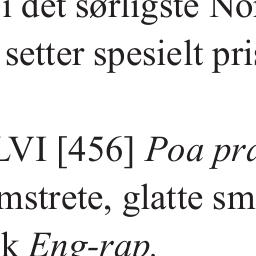 i det sørligste Nor
setter spesielt pris
LVI [456] Poa pra
mstrete, glatte sm
k Eng-rap.